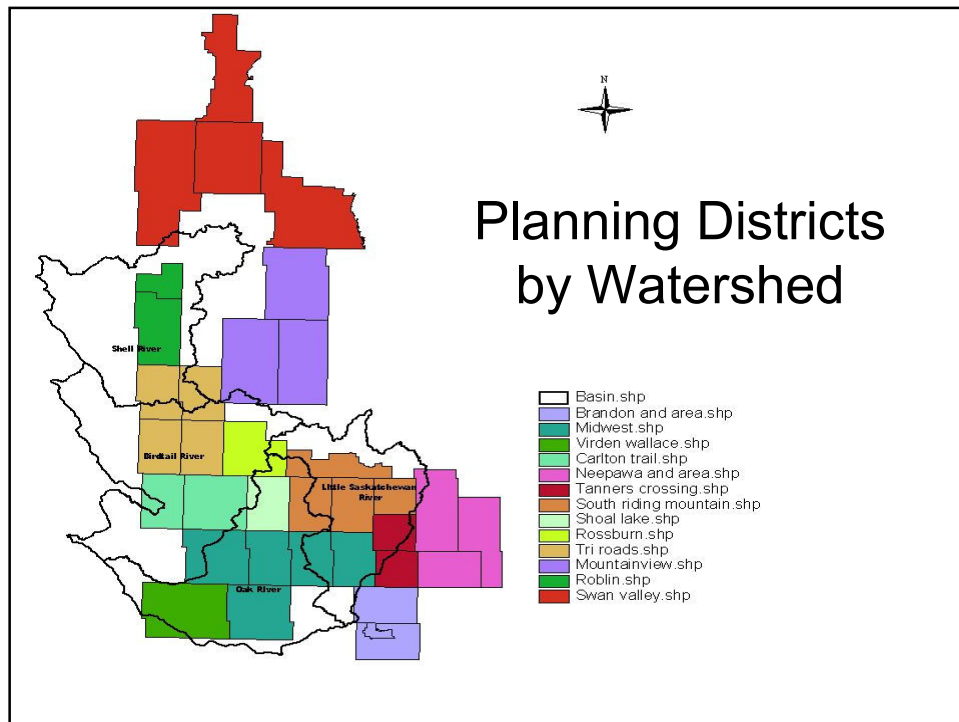 N
Planning Districts
by Watershed
Shell River
Birdtail River
Little Saskatchewan
River
Oak River
Basin.shp
Brandon and area.shp
Midwest.shp
Virden wallace.shp
Carlton trail.shp
Neepawa and area.shp
Tanners crossing.shp
South riding mountain.shp
Shoal lake.shp
Rossburn.shp
Tri roads.shp
Mountainview.shp
Roblin.shp
Swan valley.shp